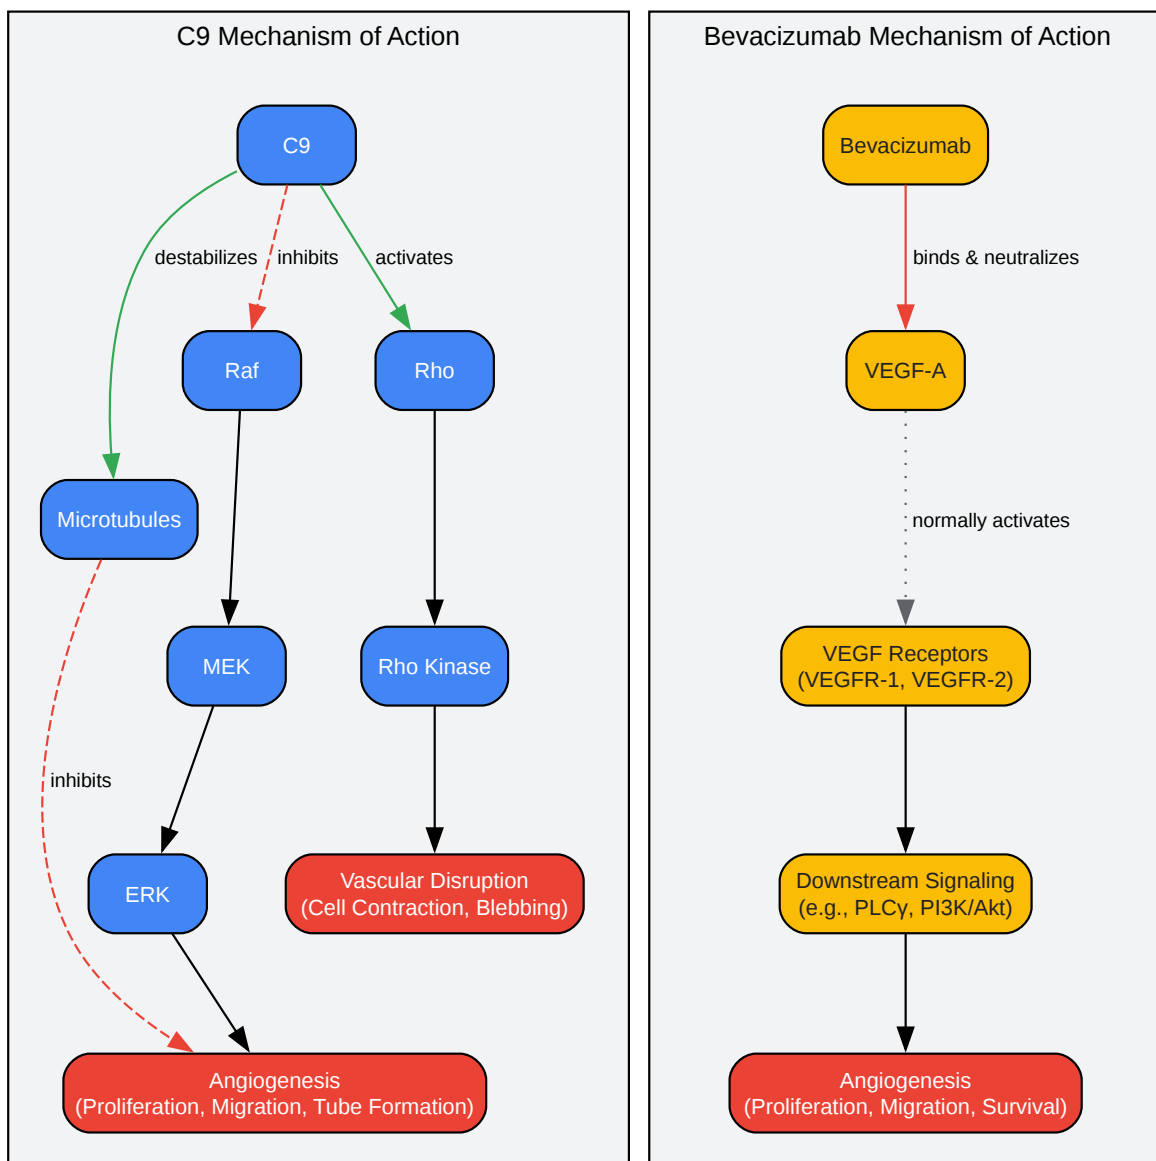 C9 Mechanism of Action
C9
destabilizes
inhibits
activates
Raf
Rho
Microtubules
MEK
Rho Kinase
inhibits
ERK
Vascular Disruption
(Cell Contraction, Blebbing)
Angiogenesis
(Proliferation, Migration, Tube Formation)
Bevacizumab Mechanism of Action
Bevacizumab
binds & neutralizes
VEGF-A
normally activates
VEGF Receptors
(VEGFR-1, VEGFR-2)
Downstream Signaling
(e.g., PLCγ, PI3K/Akt)
Angiogenesis
(Proliferation, Migration, Survival)